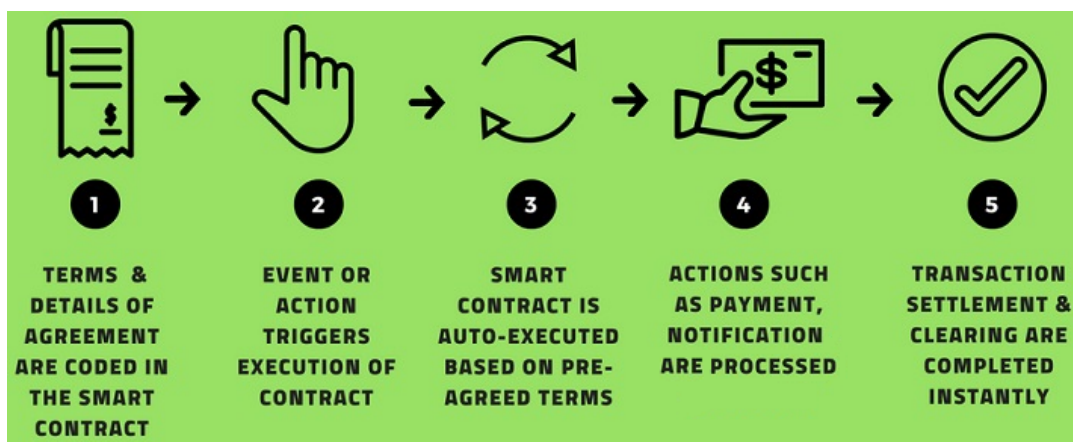 $
$
1
2
3
4
5
TERMS &
DETAILS OF
AGREEMENT
ARE CODED IN
THE SMART
CONTRACT
EVENT OR
ACTION
TRIGGERS
EXECUTION OF
CONTRACT
SMART
CONTRACT IS
AUTO-EXECUTED
BASED ON PRE-
AGREED TERMS
ACTIONS SUCH
AS PAYMENT,
NOTIFICATION
ARE PROCESSED
TRANSACTION
SETTLEMENT &
CLEARING ARE
COMPLETED
INSTANTLY